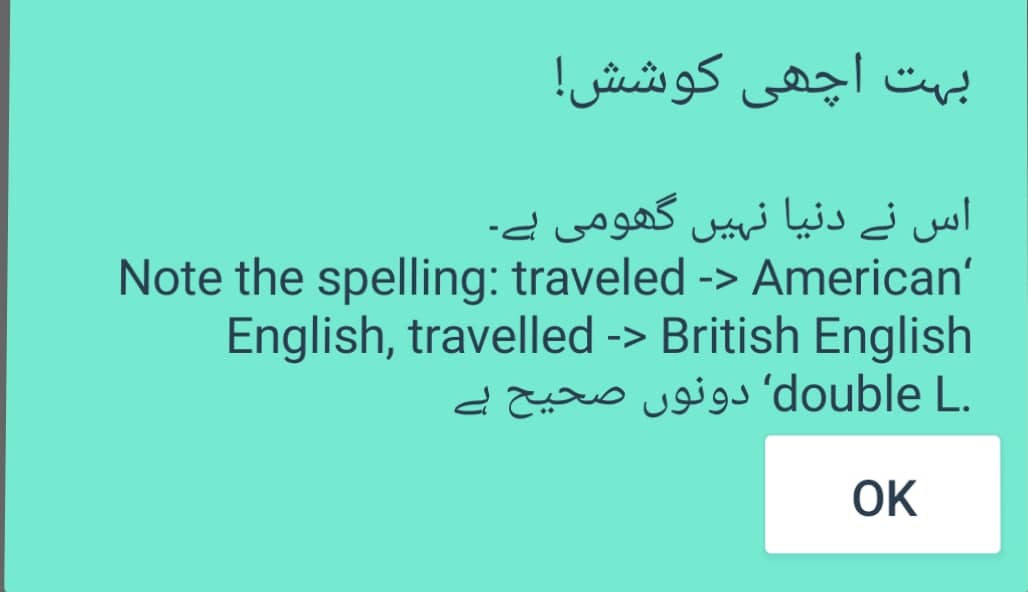 بہت اچھی کوشش!
اس نے دنیا نہیں گھومی ہے۔
Note the spelling: traveled -> American‘
English, travelled -> British English
double L.‘ دونوں صحیح ہے
OK